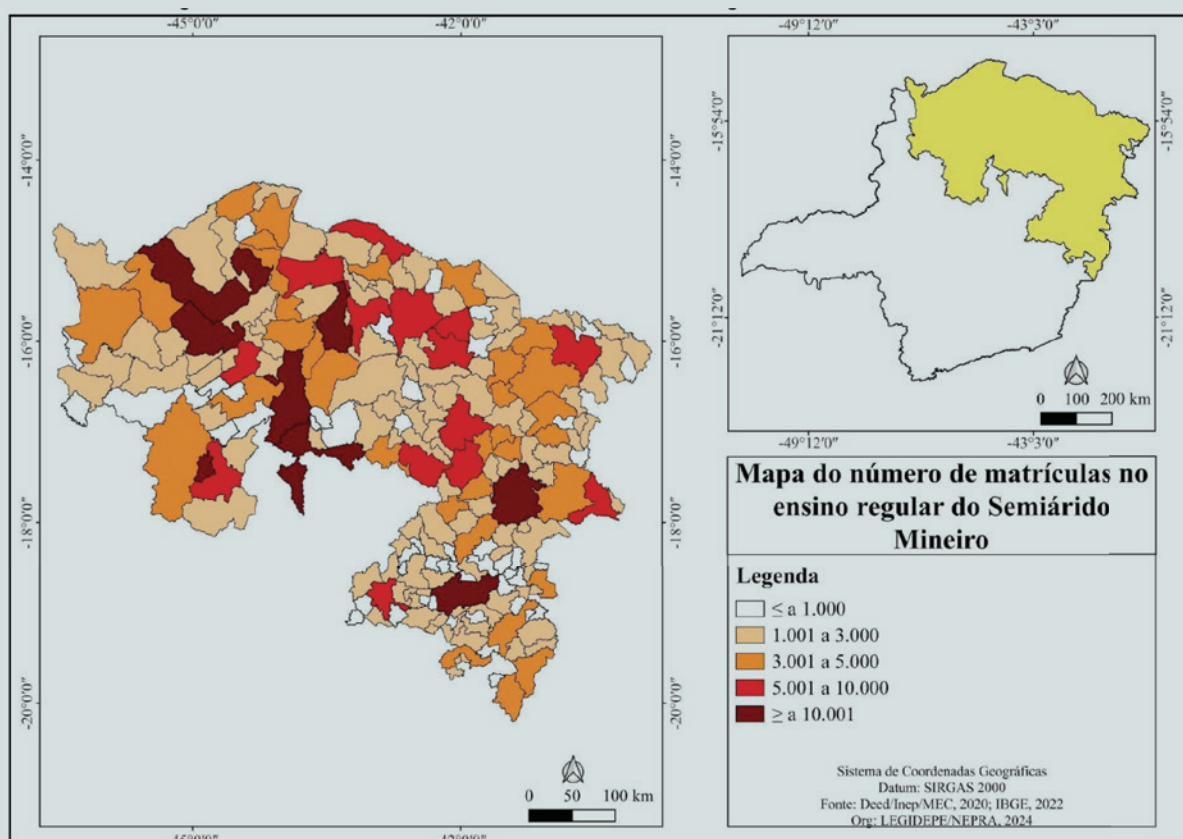 -45°0'0"
-42°0'0"
-14°0'0"
-14°0'0"
-16°0'0"
-16°0'0"
-18°0'0"
-18°0'0"
-20°0'0"
-20°0'0"
0 50 100 km
-42°0'0"
-49°12'0"
-43°3'0"
-15°54'0"
-15°54'0"
-21°12'0"
-21°12'0"
0 100 200 km
-49°12'0"
-43°3'0"
Mapa do número de matrículas no
ensino regular do Semiárido
Mineiro
Legenda
≤ a 1.000
1.001 a 3.000
3.001 a 5.000
5.001 a 10.000
≥ a 10.001
Sistema de Coordenadas Geográficas
Datum: SIRGAS 2000
Fonte: Deed/Inep/MEC, 2020; IBGE, 2022
Org: LEGIDEPE/NEPRA, 2024